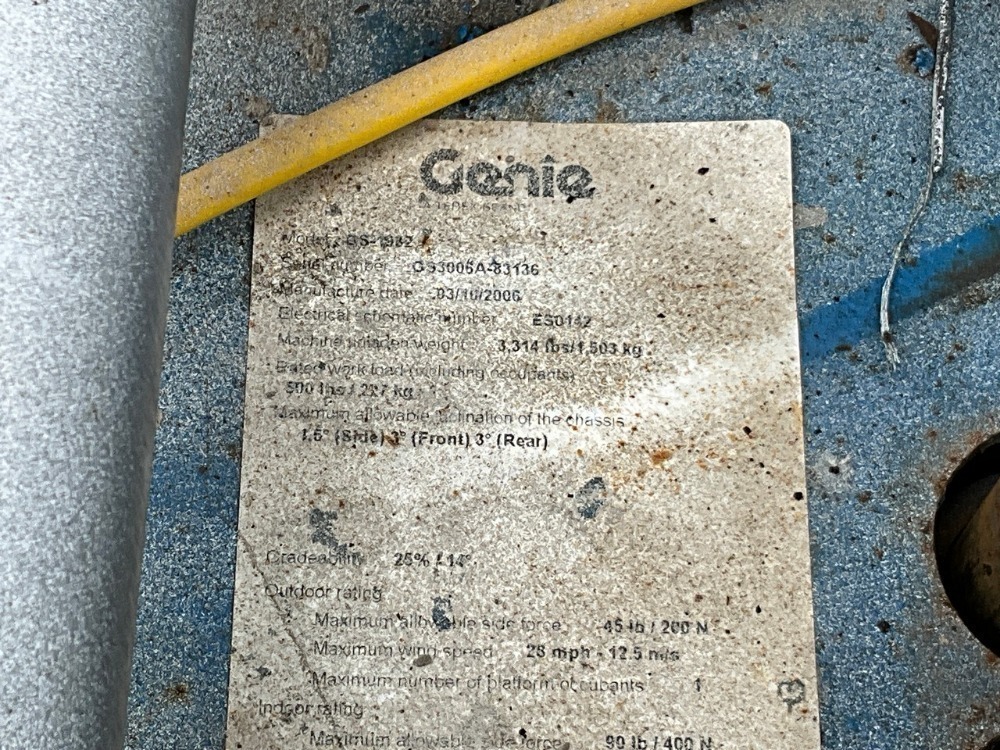 Genie
A TEREX BRAND
Model: GS-1932
Serial number: GS3006A-83136
Manufacture date: 03/10/2006
Electrical schematic number: ES0142
Machine unladen weight: 3,314 lbs/1,503 kg
Rated work load (including occupants):
500 lbs / 227 kg
Maximum allowable inclination of the chassis:
1.5° (Side) 3° (Front) 3° (Rear)
Gradeability: 25% / 14°
Outdoor rating
Maximum allowable side force: 45 lb / 200 N
Maximum wind speed: 28 mph - 12.5 m/s
Maximum number of platform occupants: 1
Indoor rating
Maximum allowable side force: 90 lb / 400 N